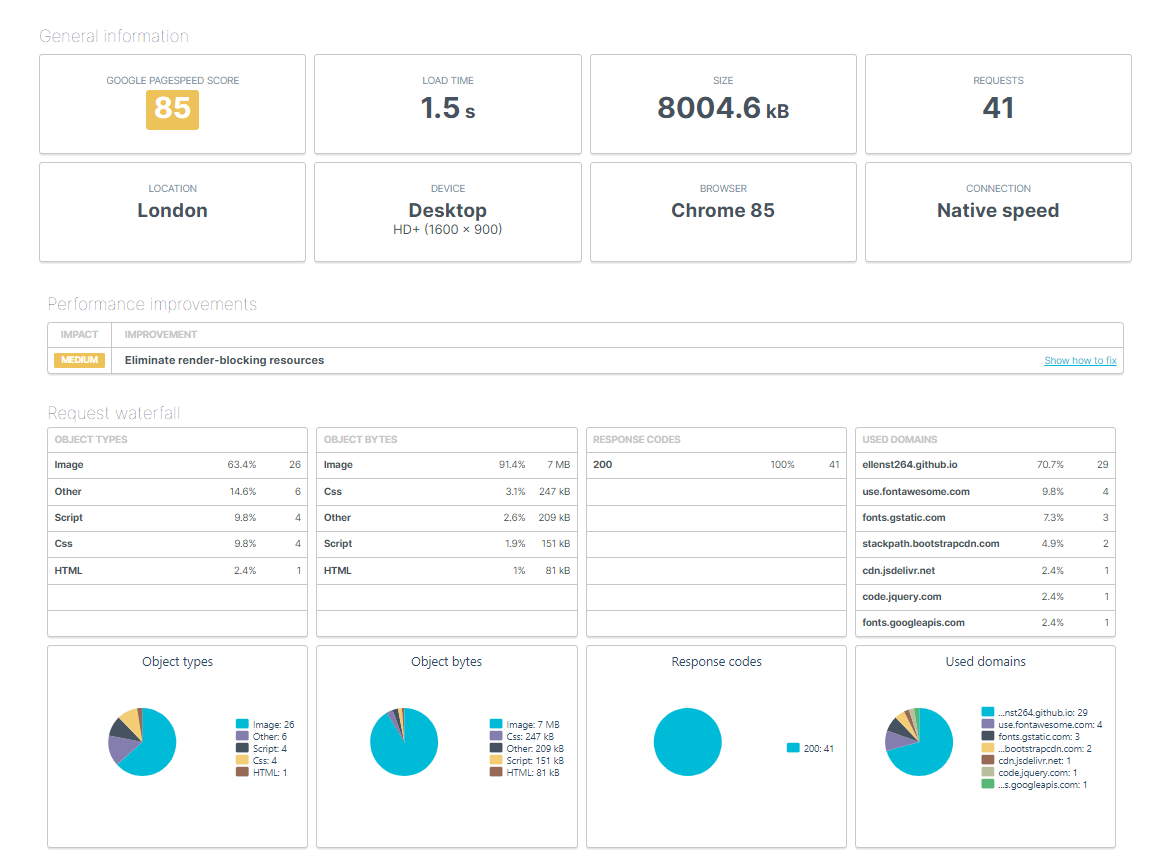 General information
GOOGLE PAGESPEED SCORE
85
LOAD TIME
1.5 s
SIZE
8004.6 kB
REQUESTS
41
LOCATION
London
DEVICE
Desktop
HD+ (1600 × 900)
BROWSER
Chrome 85
CONNECTION
Native speed
Performance improvements
IMPACT IMPROVEMENT
MEDIUM Eliminate render-blocking resources Show how to fix
Request waterfall
OBJECT TYPES
Image 63.4% 26
Other 14.6% 6
Script 9.8% 4
Css 9.8% 4
HTML 2.4% 1
OBJECT BYTES
Image 91.4% 7 MB
Css 3.1% 247 kB
Other 2.6% 209 kB
Script 1.9% 151 kB
HTML 1% 81 kB
RESPONSE CODES
200 100% 41
USED DOMAINS
ellenst264.github.io 70.7% 29
use.fontawesome.com 9.8% 4
fonts.gstatic.com 7.3% 3
stackpath.bootstrapcdn.com 4.9% 2
cdn.jsdelivr.net 2.4% 1
code.jquery.com 2.4% 1
fonts.googleapis.com 2.4% 1
Object types
Image: 26
Other: 6
Script: 4
Css: 4
HTML: 1
Object bytes
Image: 7 MB
Css: 247 kB
Other: 209 kB
Script: 151 kB
HTML: 81 kB
Response codes
200: 41
Used domains
...nst264.github.io: 29
use.fontawesome.com: 4
fonts.gstatic.com: 3
...bootstrapcdn.com: 2
cdn.jsdelivr.net: 1
code.jquery.com: 1
...s.googleapis.com: 1